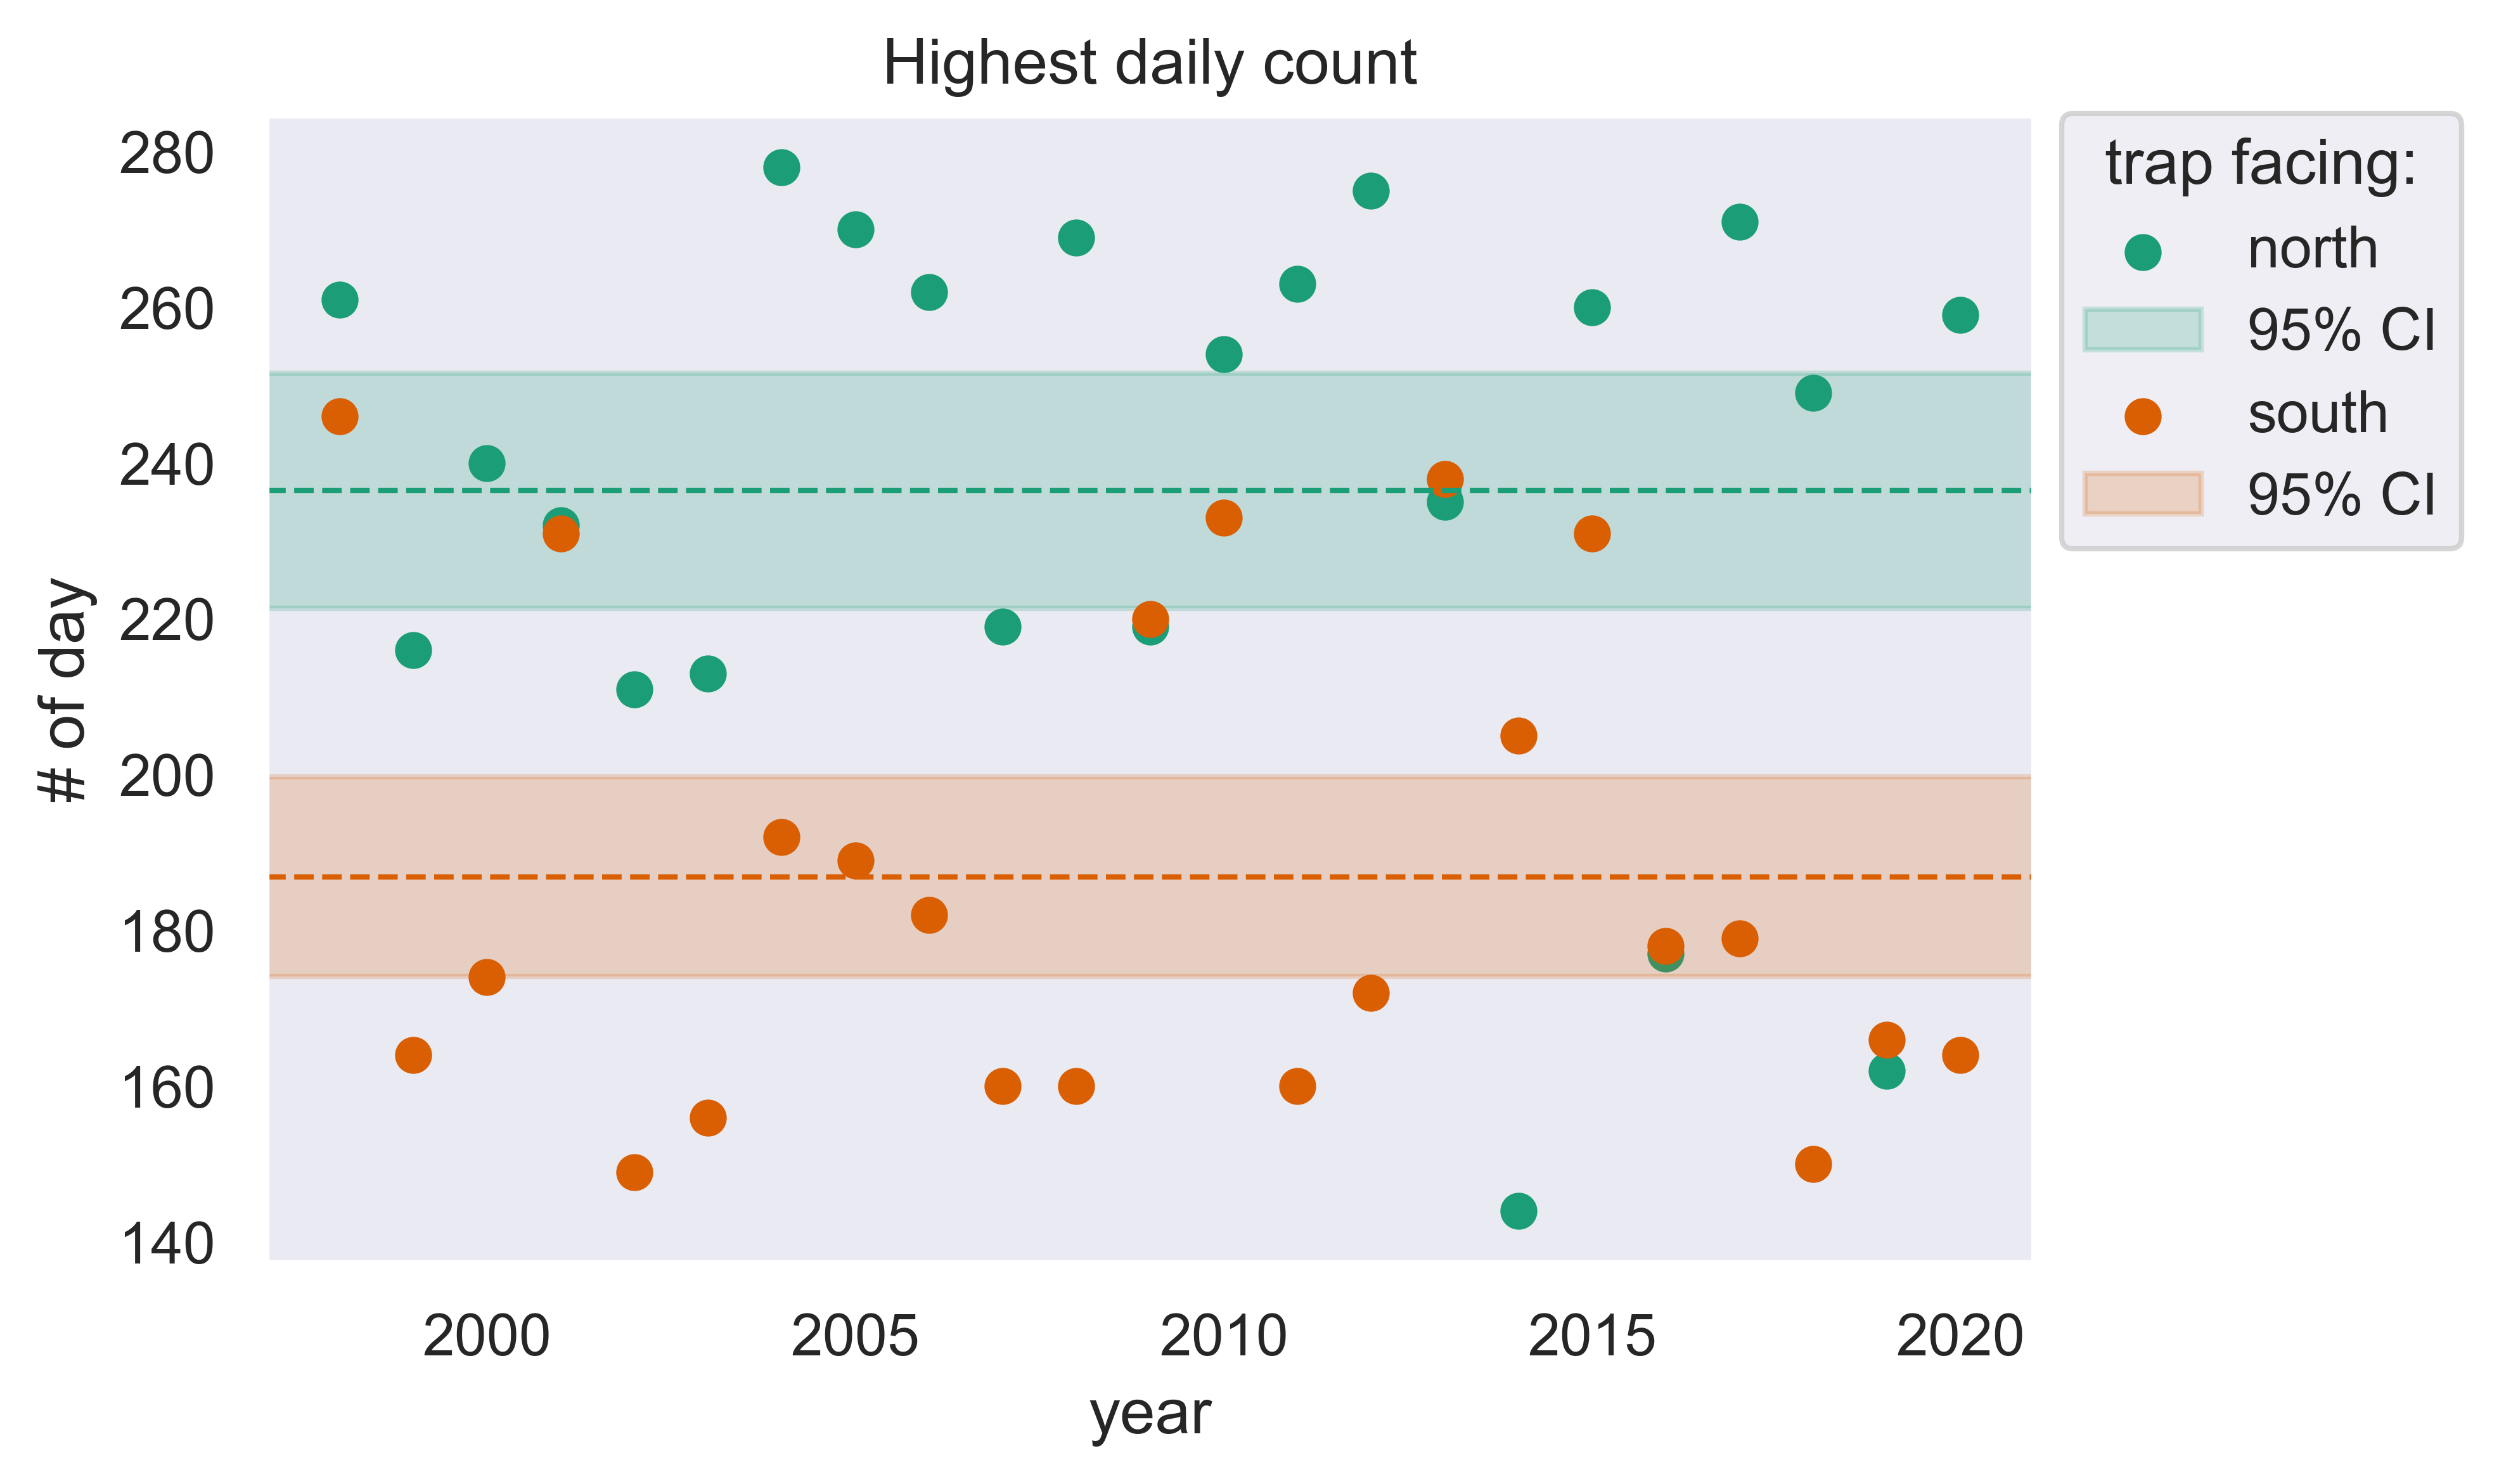 Highest daily count
280
260
240
220
200
180
160
140
# of day
2000 2005 2010 2015 2020
year
trap facing:
north
95% CI
south
95% CI